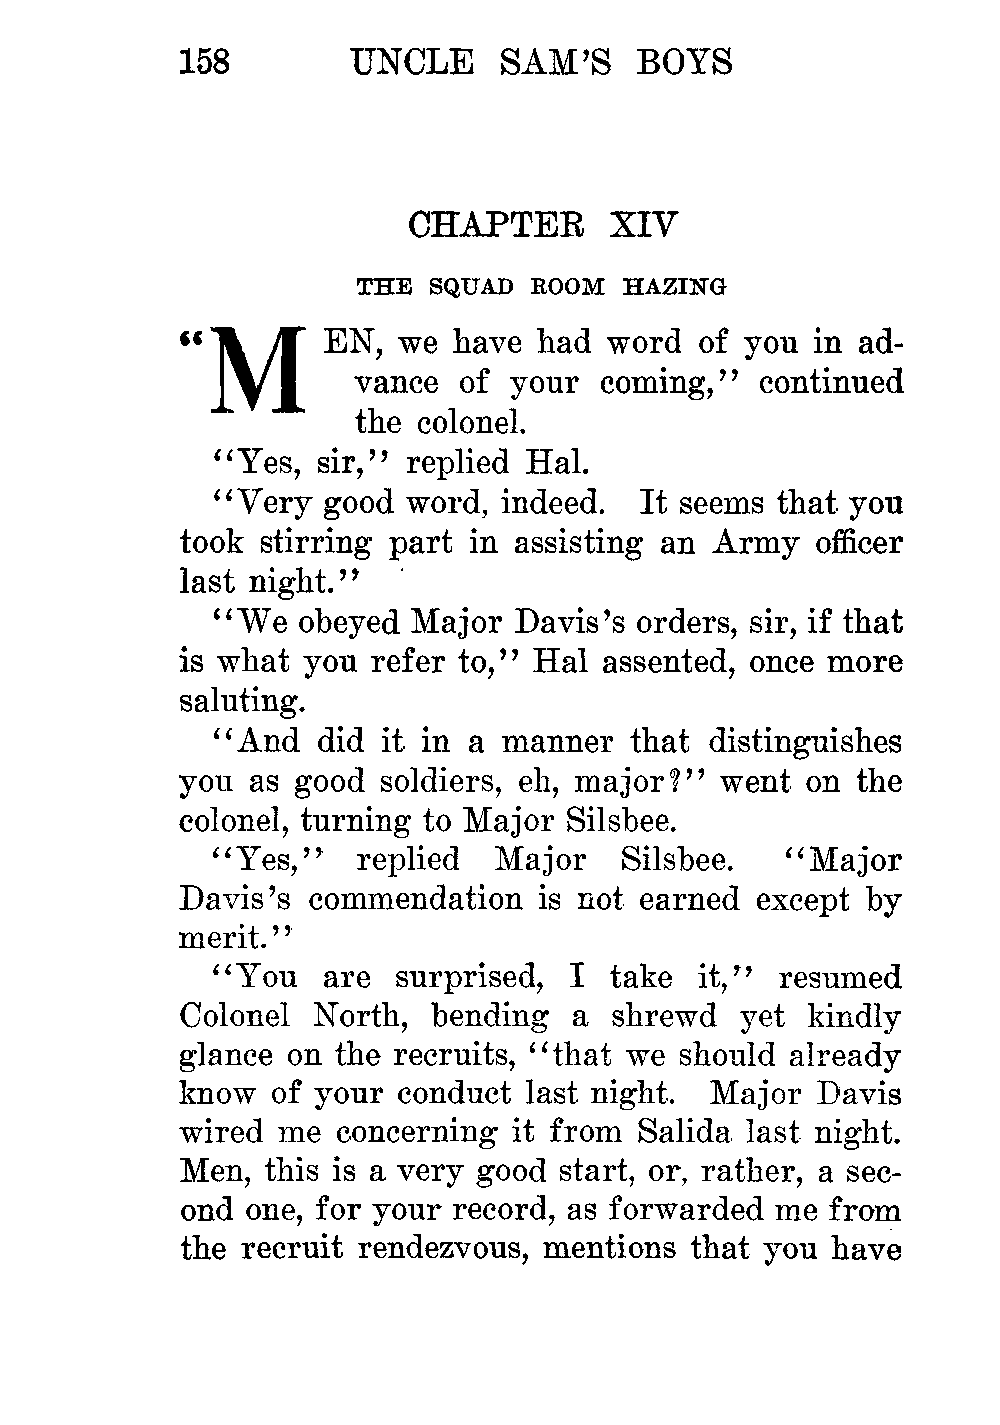 158 UNCLE SAM'S BOYS
CHAPTER XIV
THE SQUAD ROOM HAZING
"MEN, we have had word of you in ad-
vance of your coming," continued
the colonel.
"Yes, sir," replied Hal.
"Very good word, indeed. It seems that you
took stirring part in assisting an Army officer
last night."
"We obeyed Major Davis's orders, sir, if that
is what you refer to," Hal assented, once more
saluting.
"And did it in a manner that distinguishes
you as good soldiers, eh, major?" went on the
colonel, turning to Major Silsbee.
"Yes," replied Major Silsbee. "Major
Davis's commendation is not earned except by
merit."
"You are surprised, I take it," resumed
Colonel North, bending a shrewd yet kindly
glance on the recruits, "that we should already
know of your conduct last night. Major Davis
wired me concerning it from Salida last night.
Men, this is a very good start, or, rather, a sec-
ond one, for your record, as forwarded me from
the recruit rendezvous, mentions that you have